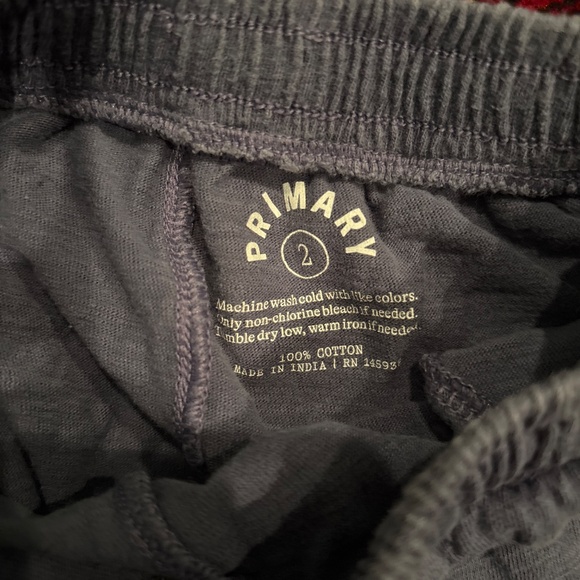 PRIMARY
2
Machine wash cold with like colors.
Only non-chlorine bleach if needed.
Tumble dry low, warm iron if needed.
100% COTTON
MADE IN INDIA | RN